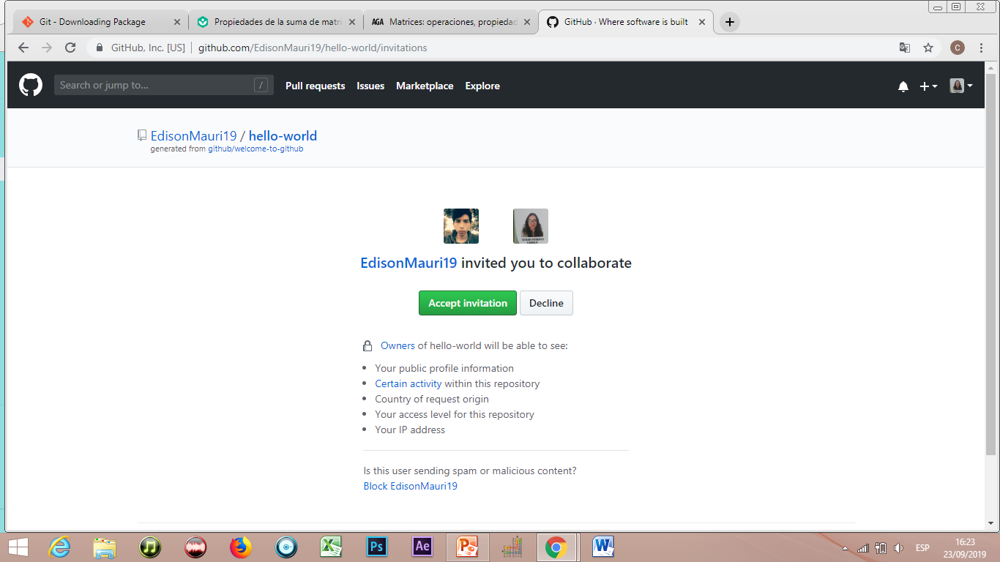 Git - Downloading Package
Propiedades de la suma de matri
AGA Matrices: operaciones, propiedad
GitHub · Where software is built
GitHub, Inc. [US] | github.com/EdisonMauri19/hello-world/invitations
C
Search or jump to... /
Pull requests Issues Marketplace Explore
EdisonMauri19 / hello-world
generated from github/welcome-to-github
EdisonMauri19 invited you to collaborate
Accept invitation Decline
Owners of hello-world will be able to see:
• Your public profile information
• Certain activity within this repository
• Country of request origin
• Your access level for this repository
• Your IP address
Is this user sending spam or malicious content?
Block EdisonMauri19
Ps
Ae
ESP
16:23
23/09/2019